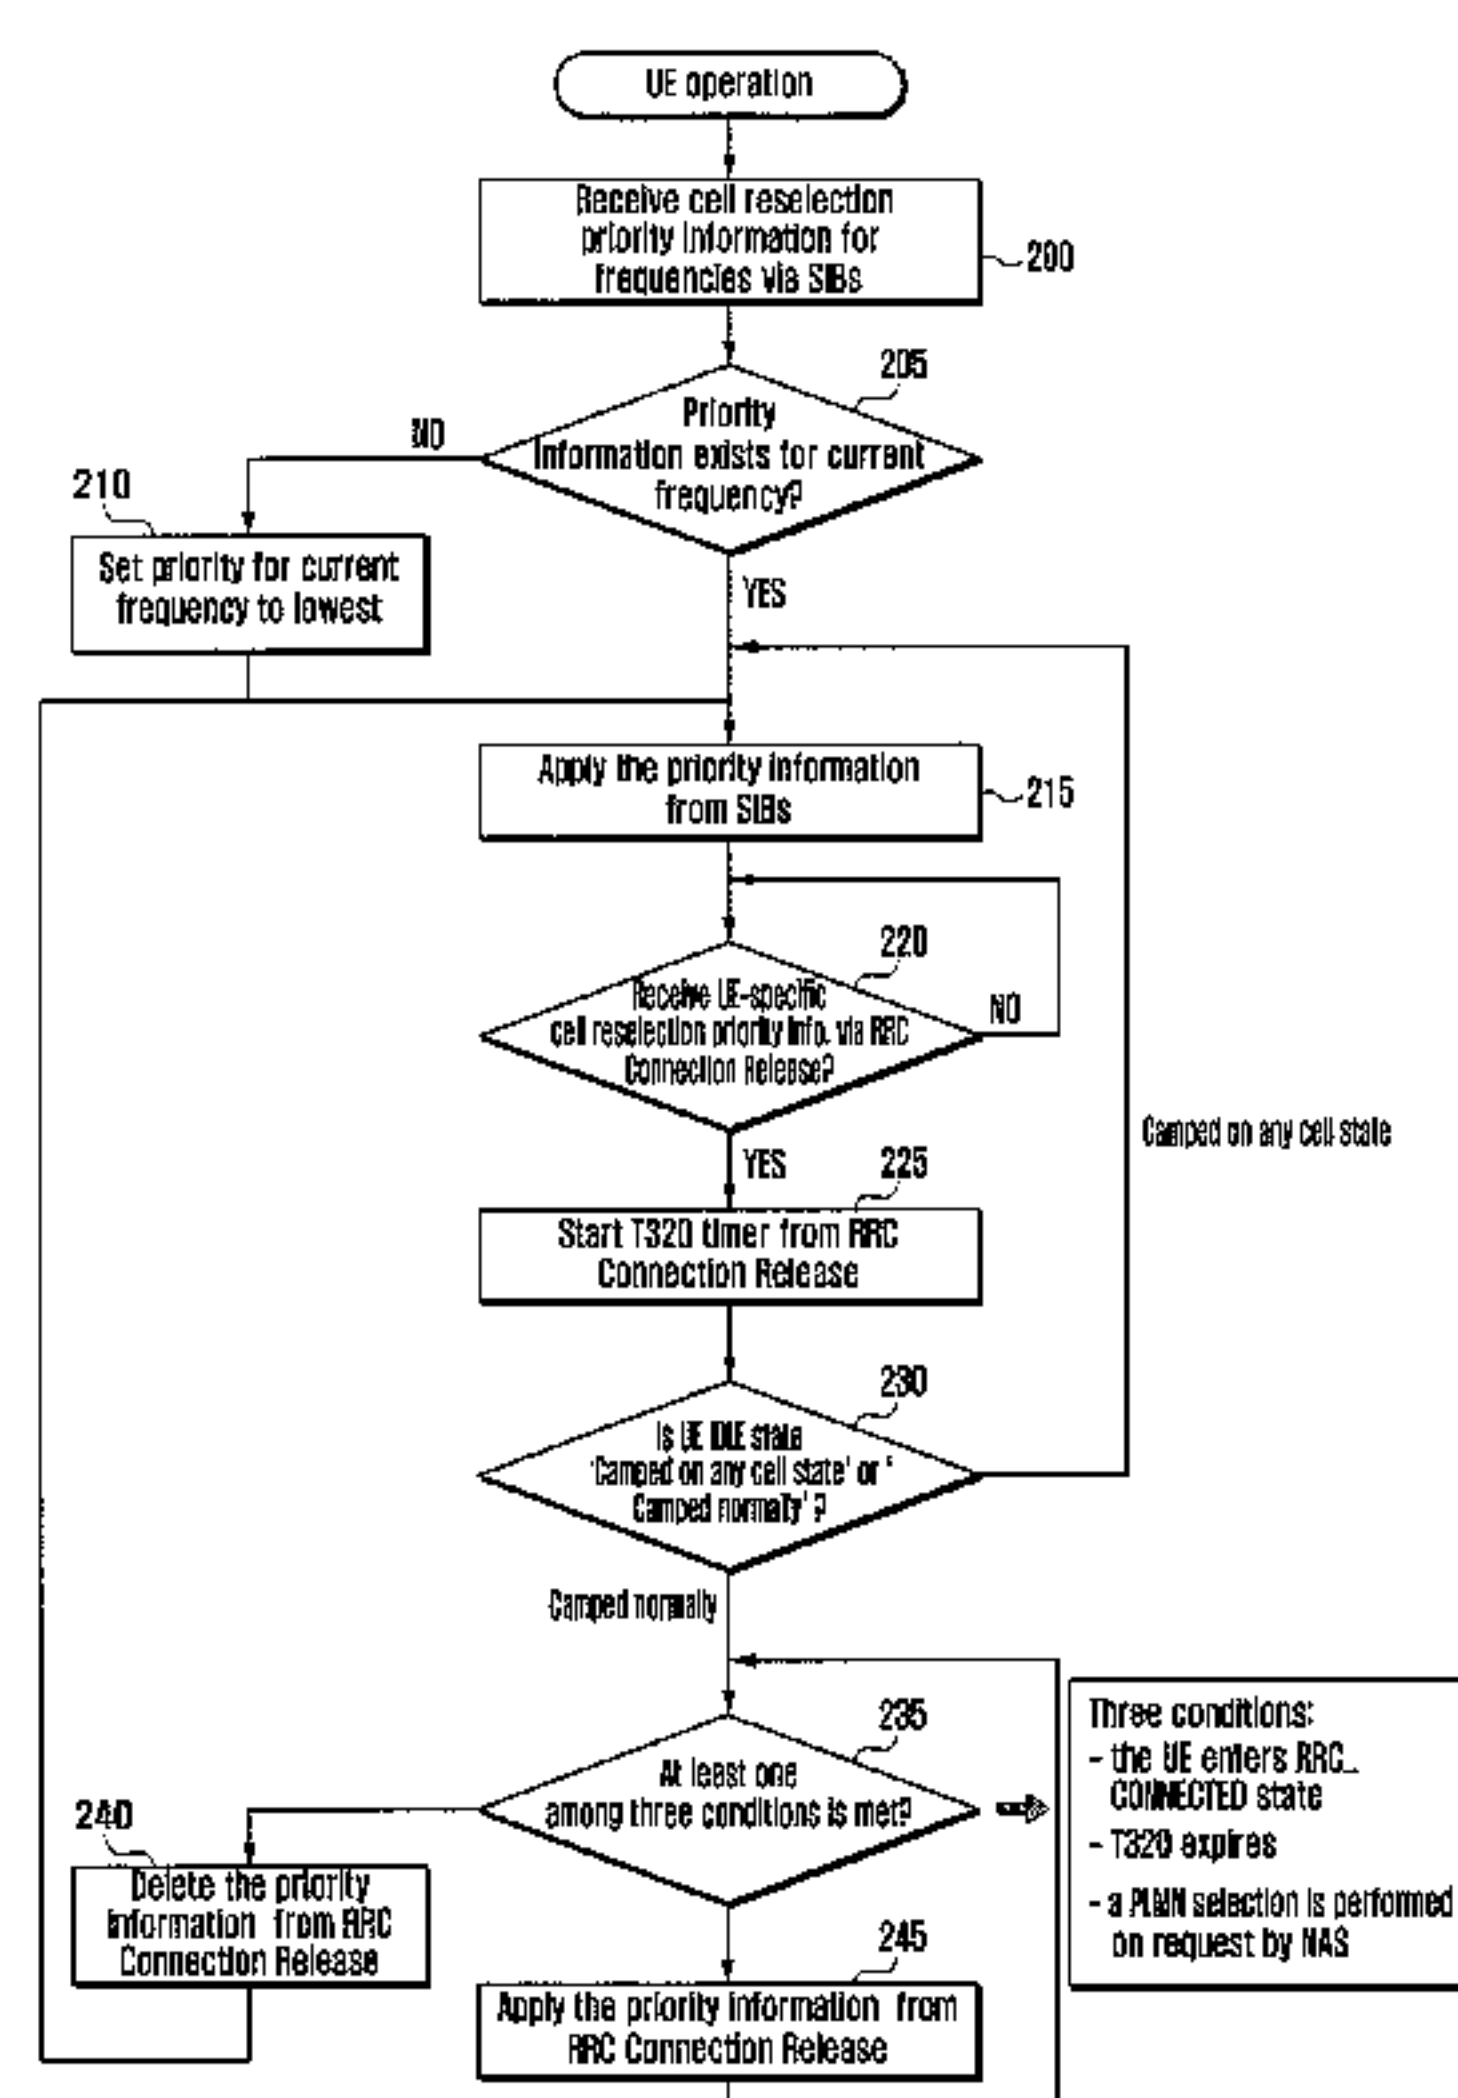 UE operation
Receive cell reselection
priority information for
frequencies via SIBs
200
205
Priority
information exists for current
frequency?
NO
210
Set priority for current
frequency to lowest
YES
Apply the priority information
from SIBs
215
220
Receive UE-specific
cell reselection priority info. via RRC
Connection Release?
NO
Camped on any cell state
YES
225
Start T320 timer from RRC
Connection Release
230
Is UE IDLE state
'Camped on any cell state' or '
Camped normally' ?
Camped normally
235
At least one
among three conditions is met?
Three conditions:
- the UE enters RRC_
CONNECTED state
- T320 expires
- a PLMN selection is performed
on request by NAS
240
Delete the priority
information from RRC
Connection Release
245
Apply the priority information from
RRC Connection Release